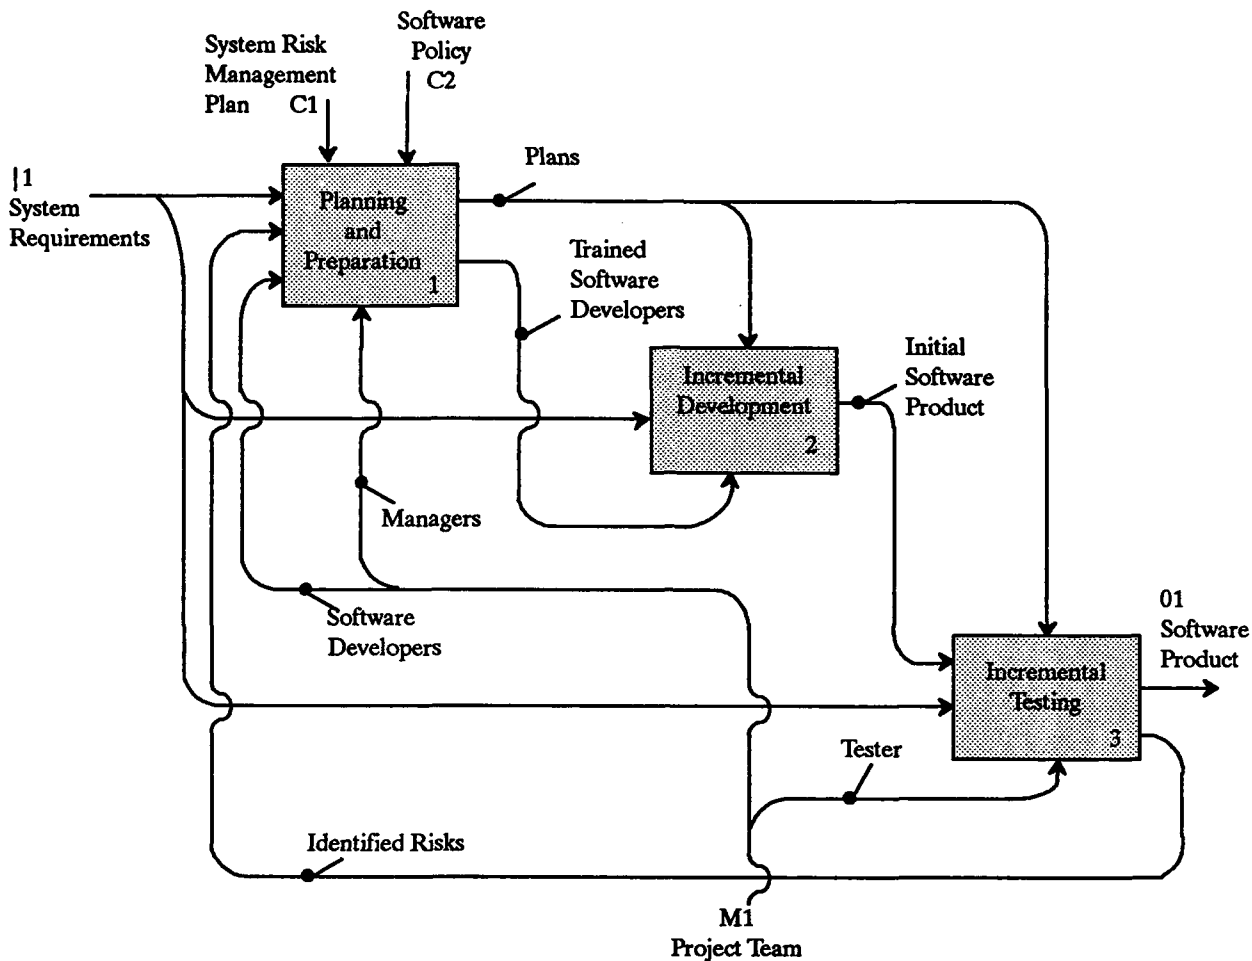 Software
Policy
C2
System Risk
Management
Plan C1
|1
System
Requirements
Planning
and
Preparation
1
Plans
Trained
Software
Developers
Incremental
Development
2
Initial
Software
Product
Managers
Software
Developers
01
Software
Product
Incremental
Testing
3
Tester
Identified Risks
M1
Project Team